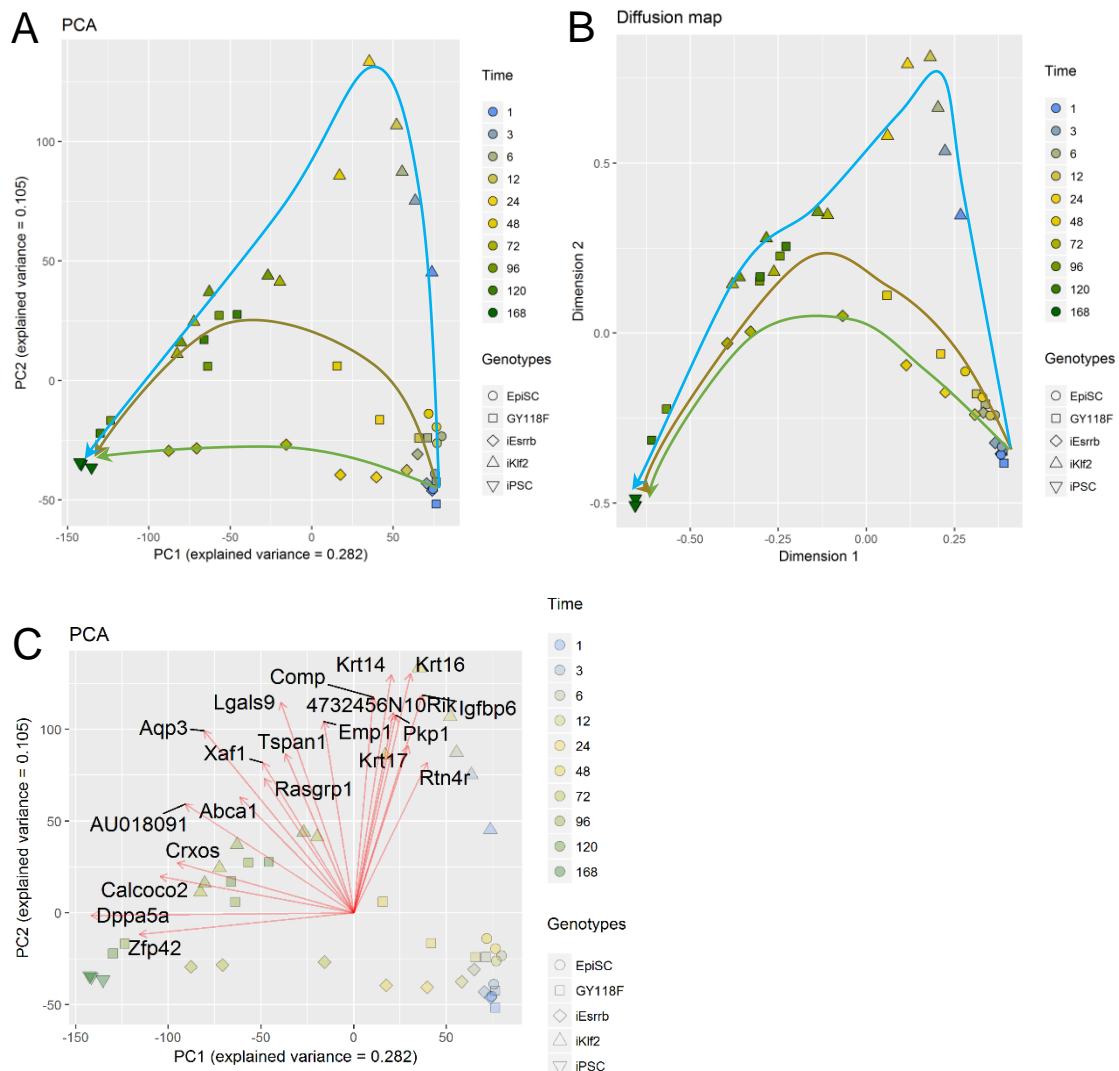 A
PCA
100
50
0
-50
-150
-100
-50
0
50
PC1 (explained variance = 0.282)
PC2 (explained variance = 0.105)
Time
1
3
6
12
24
48
72
96
120
168
Genotypes
EpiSC
GY118F
iEsrrb
iKlf2
iPSC
B
Diffusion map
0.5
0.0
-0.5
-0.50
-0.25
0.00
0.25
Dimension 1
Dimension 2
Time
1
3
6
12
24
48
72
96
120
168
Genotypes
EpiSC
GY118F
iEsrrb
iKlf2
iPSC
C
PCA
Krt14
Krt16
Comp
Lgals9
4732456N10Rik
Igfbp6
Aqp3
Emp1
Pkp1
Tspan1
Xaf1
Krt17
Rtn4r
Rasgrp1
Abca1
AU018091
Crxos
Calcoco2
Dppa5a
Zfp42
100
50
0
-50
-150
-100
-50
0
50
PC1 (explained variance = 0.282)
PC2 (explained variance = 0.105)
Time
1
3
6
12
24
48
72
96
120
168
Genotypes
EpiSC
GY118F
iEsrrb
iKlf2
iPSC